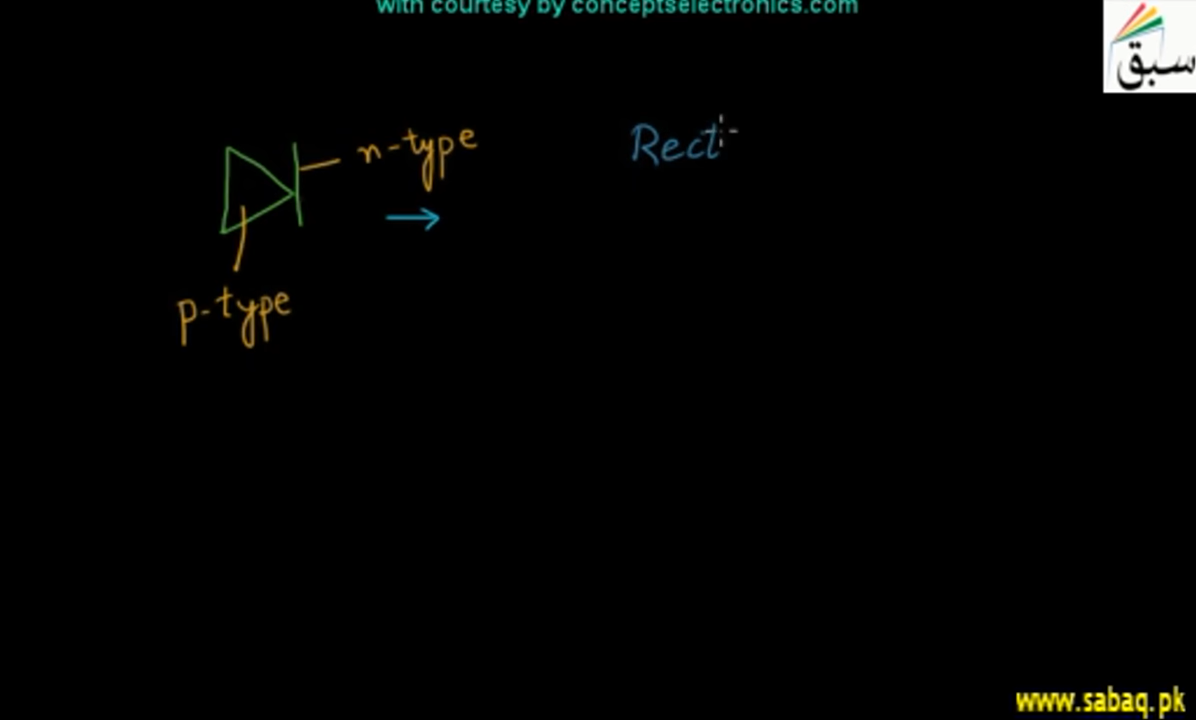 with courtesy by conceptselectronics.com
سبق
n-type
Rect
p-type
www.sabaq.pk